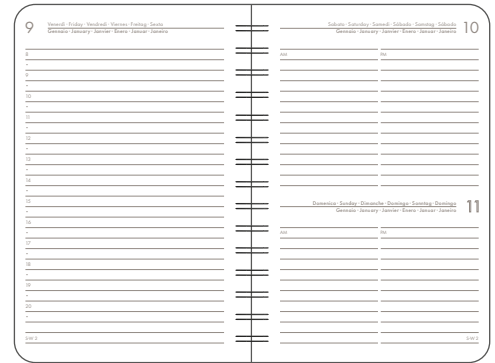 9
Venerdì · Friday · Vendredi · Viernes · Freitag · Sexta
Gennaio · January · Janvier · Enero · Januar · Janeiro
8
9
10
11
12
13
14
15
16
17
18
19
20
S-W 2
Sabato · Saturday · Samedi · Sábado · Samstag · Sábado
Gennaio · January · Janvier · Enero · Januar · Janeiro
10
AM PM
Domenica · Sunday · Dimanche · Domingo · Sonntag · Domingo
Gennaio · January · Janvier · Enero · Januar · Janeiro
11
AM PM
S-W 2